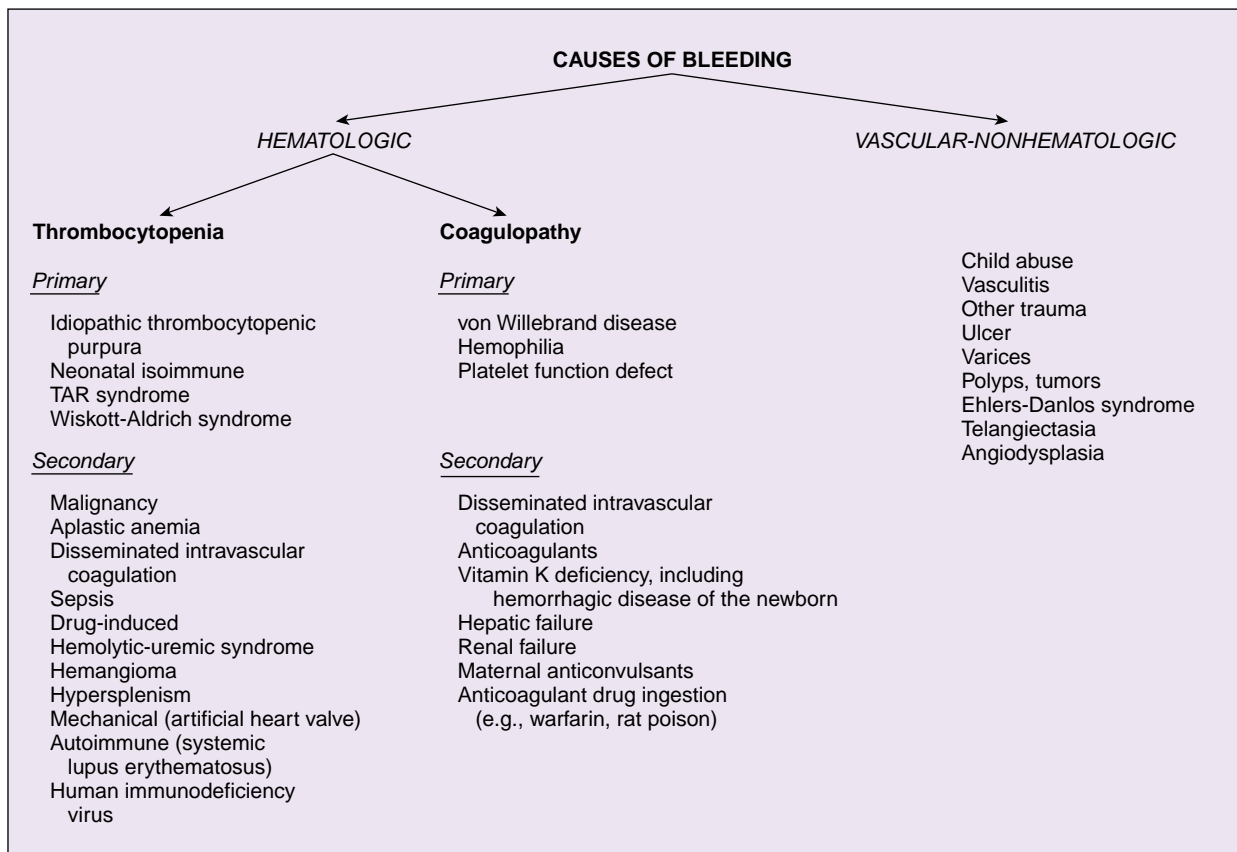 CAUSES OF BLEEDING
HEMATOLOGIC
VASCULAR-NONHEMATOLOGIC
Thrombocytopenia
Primary
Idiopathic thrombocytopenic
purpura
Neonatal isoimmune
TAR syndrome
Wiskott-Aldrich syndrome
Secondary
Malignancy
Aplastic anemia
Disseminated intravascular
coagulation
Sepsis
Drug-induced
Hemolytic-uremic syndrome
Hemangioma
Hypersplenism
Mechanical (artificial heart valve)
Autoimmune (systemic
lupus erythematosus)
Human immunodeficiency
virus
Coagulopathy
Primary
von Willebrand disease
Hemophilia
Platelet function defect
Secondary
Disseminated intravascular
coagulation
Anticoagulants
Vitamin K deficiency, including
hemorrhagic disease of the newborn
Hepatic failure
Renal failure
Maternal anticonvulsants
Anticoagulant drug ingestion
(e.g., warfarin, rat poison)
Child abuse
Vasculitis
Other trauma
Ulcer
Varices
Polyps, tumors
Ehlers-Danlos syndrome
Telangiectasia
Angiodysplasia